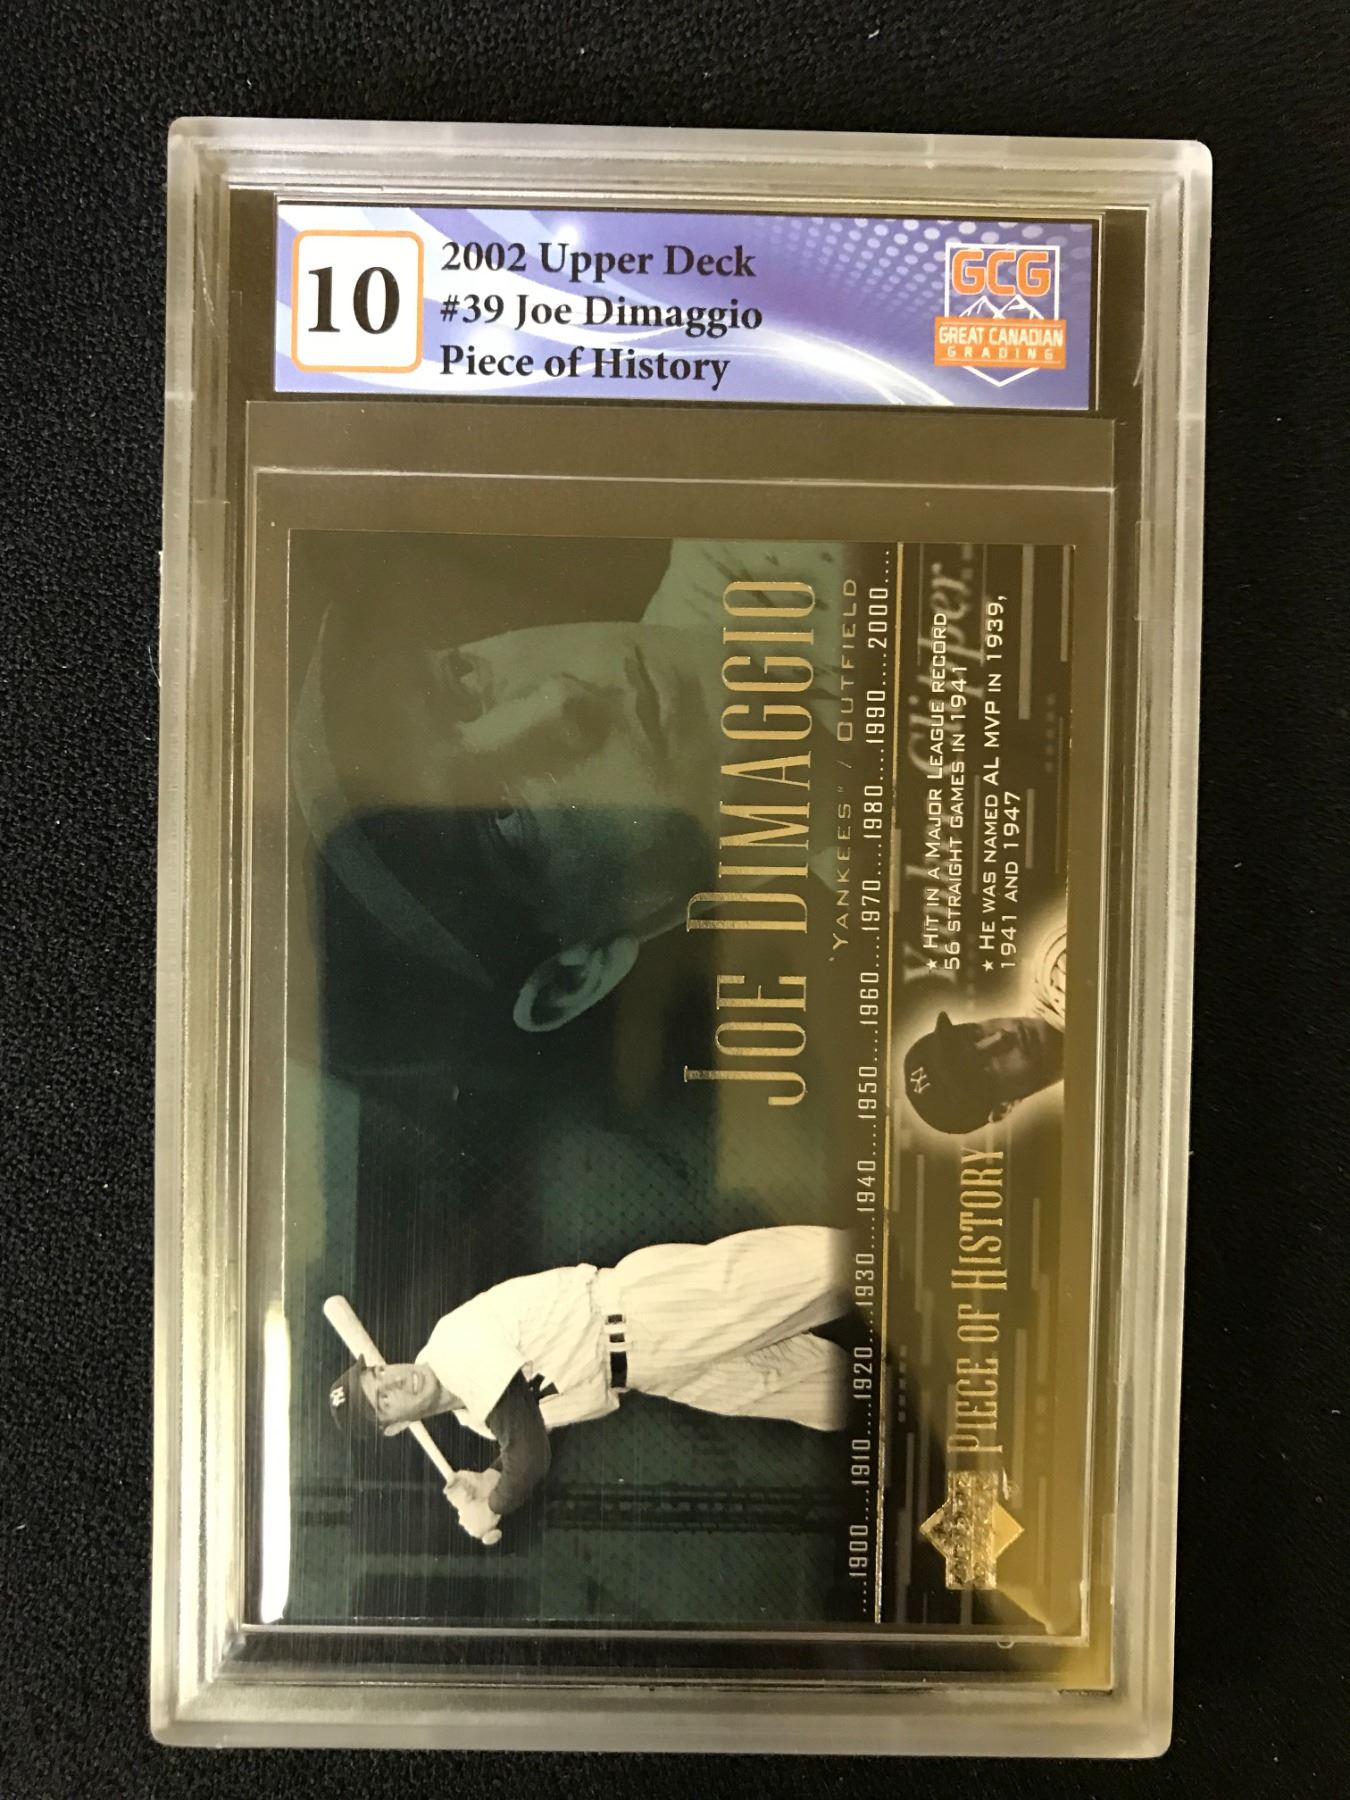 10
2002 Upper Deck
#39 Joe Dimaggio
Piece of History
GCG
GREAT CANADIAN
GRADING
JOE DIMAGGIO
YANKEES® / OUTFIELD
....1900....1910....1920....1930....1940....1950....1960....1970....1980....1990....2000....
Yankee Clipper...
★ HIT IN A MAJOR LEAGUE RECORD
56 STRAIGHT GAMES IN 1941
★ HE WAS NAMED AL MVP IN 1939,
1941 AND 1947
PIECE OF HISTORY